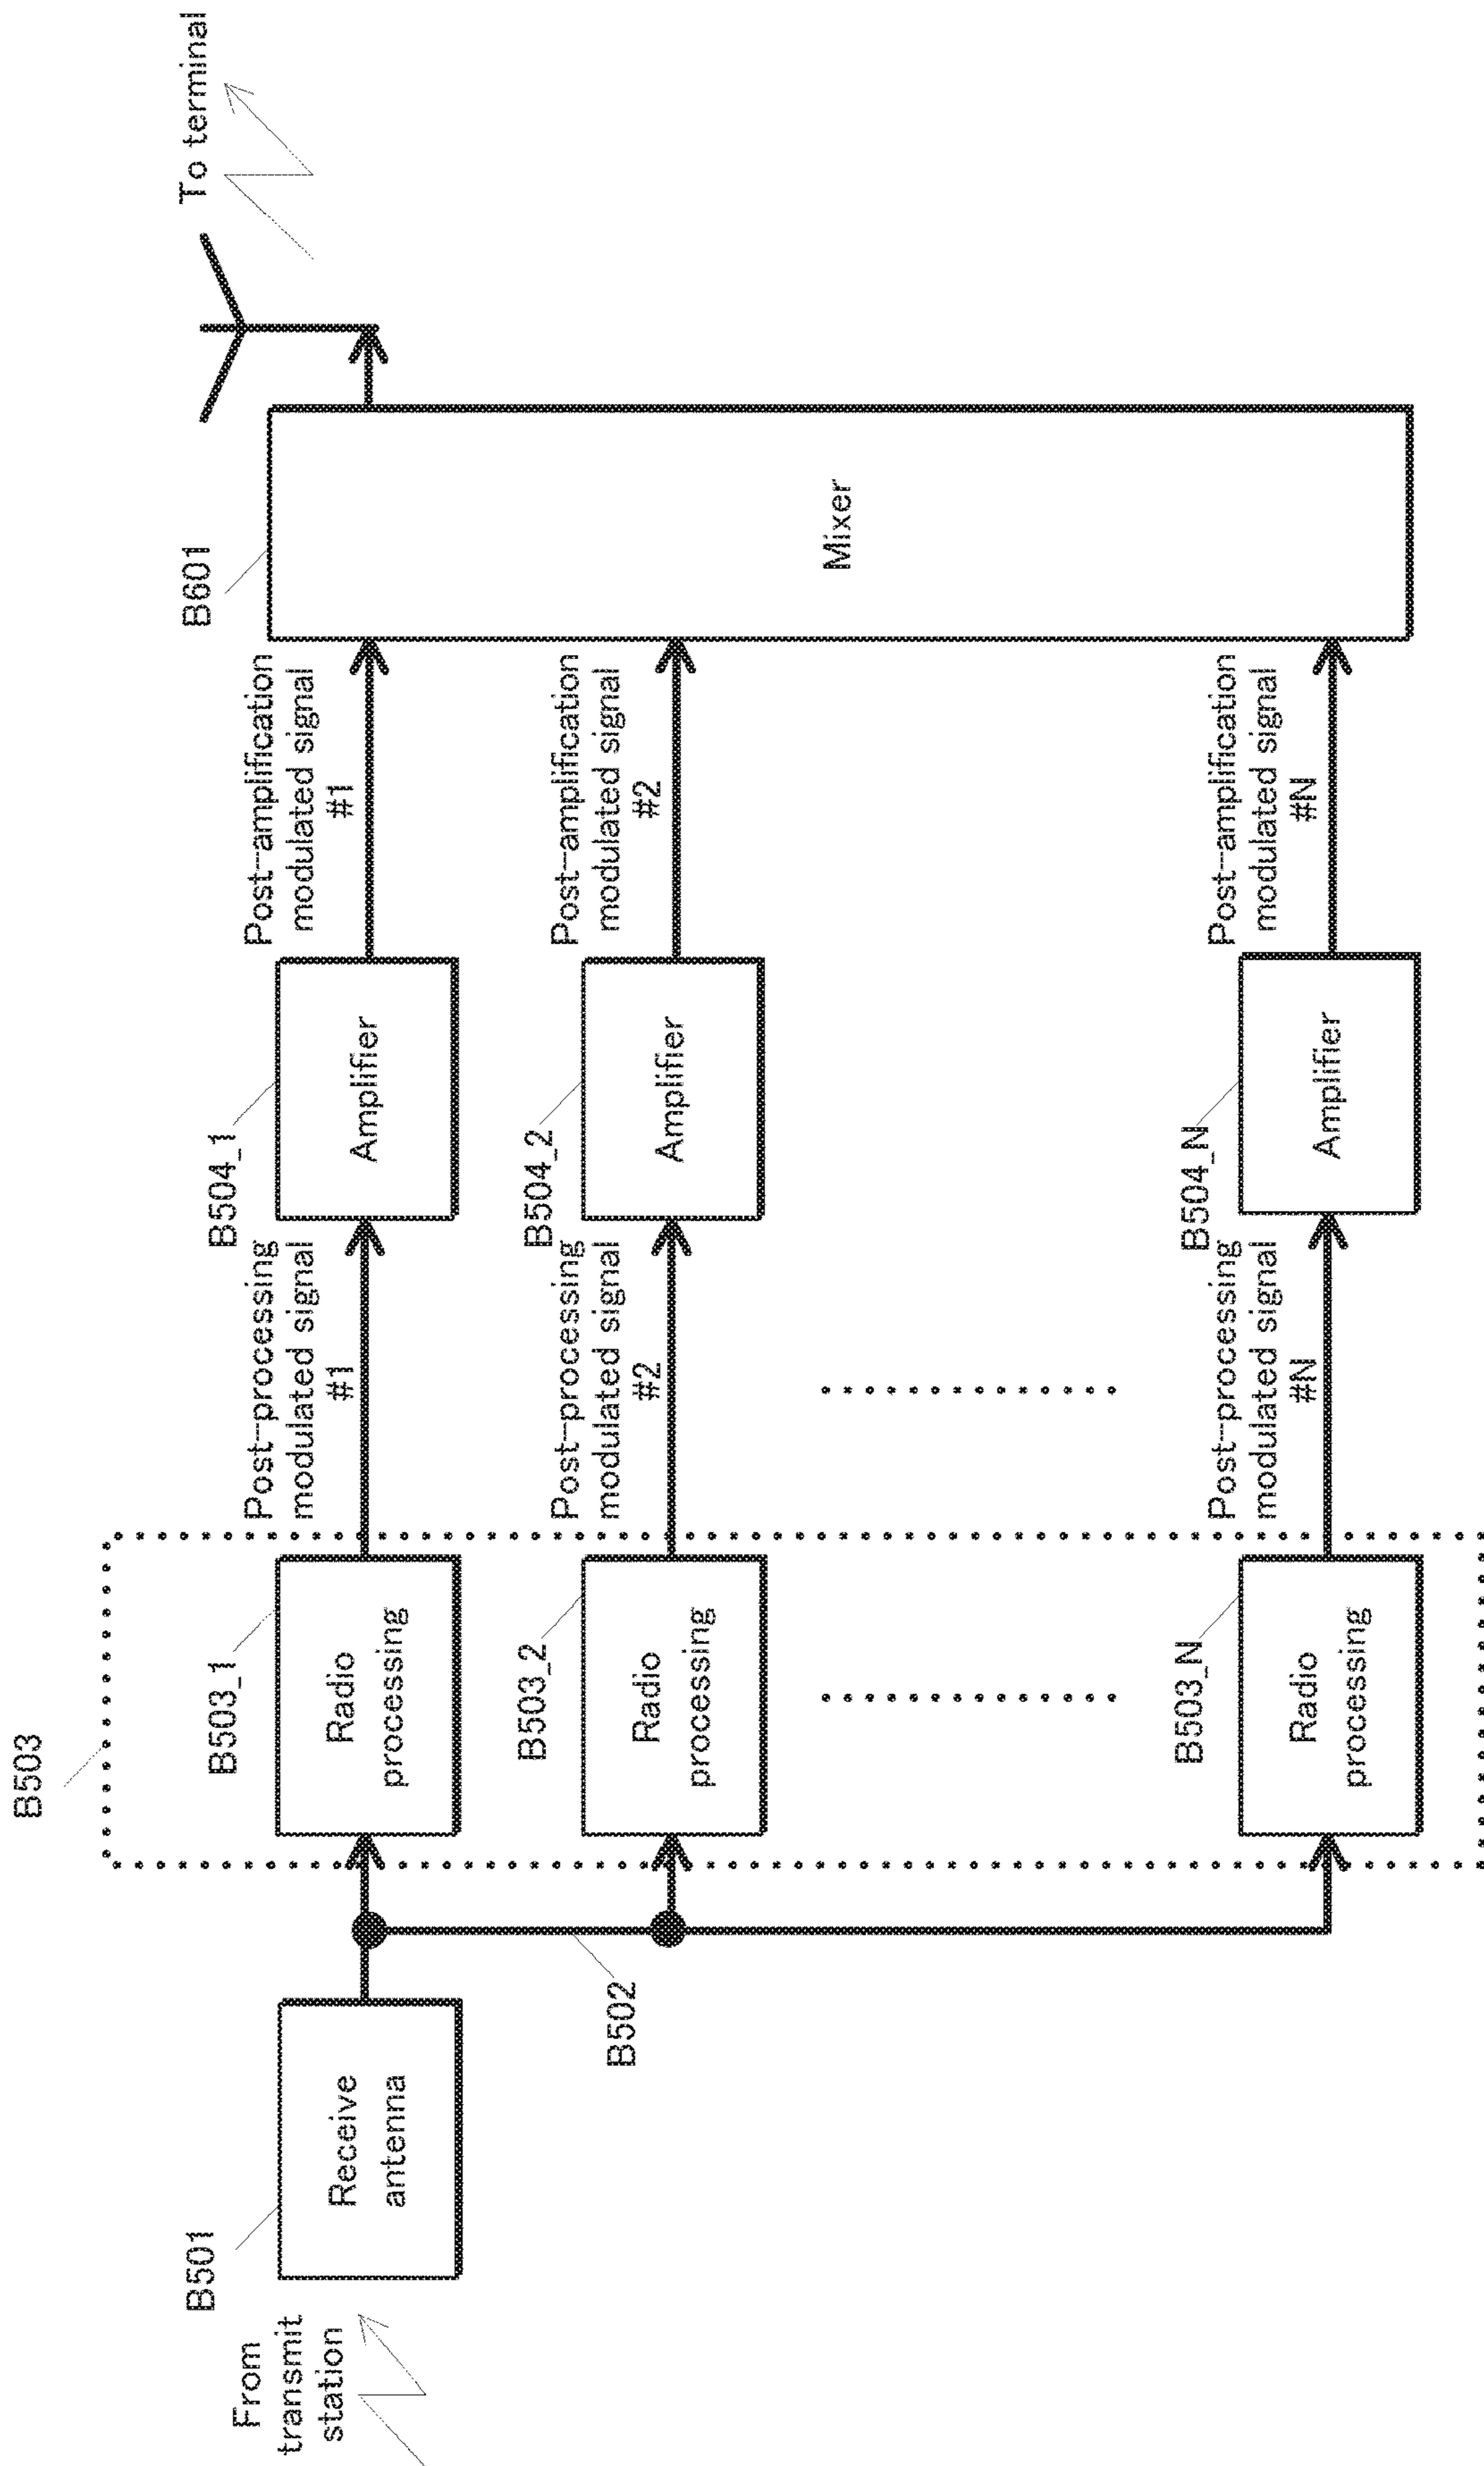 B503
From
transmit
station
B501
Receive
antenna
B502
B503_1
Radio
processing
Post-processing
modulated signal
#1
B504_1
Amplifier
Post-amplification
modulated signal
#1
B601
Mixer
To terminal
B503_2
Radio
processing
Post-processing
modulated signal
#2
B504_2
Amplifier
Post-amplification
modulated signal
#2
B503_N
Radio
processing
Post-processing
modulated signal
#N
B504_N
Amplifier
Post-amplification
modulated signal
#N